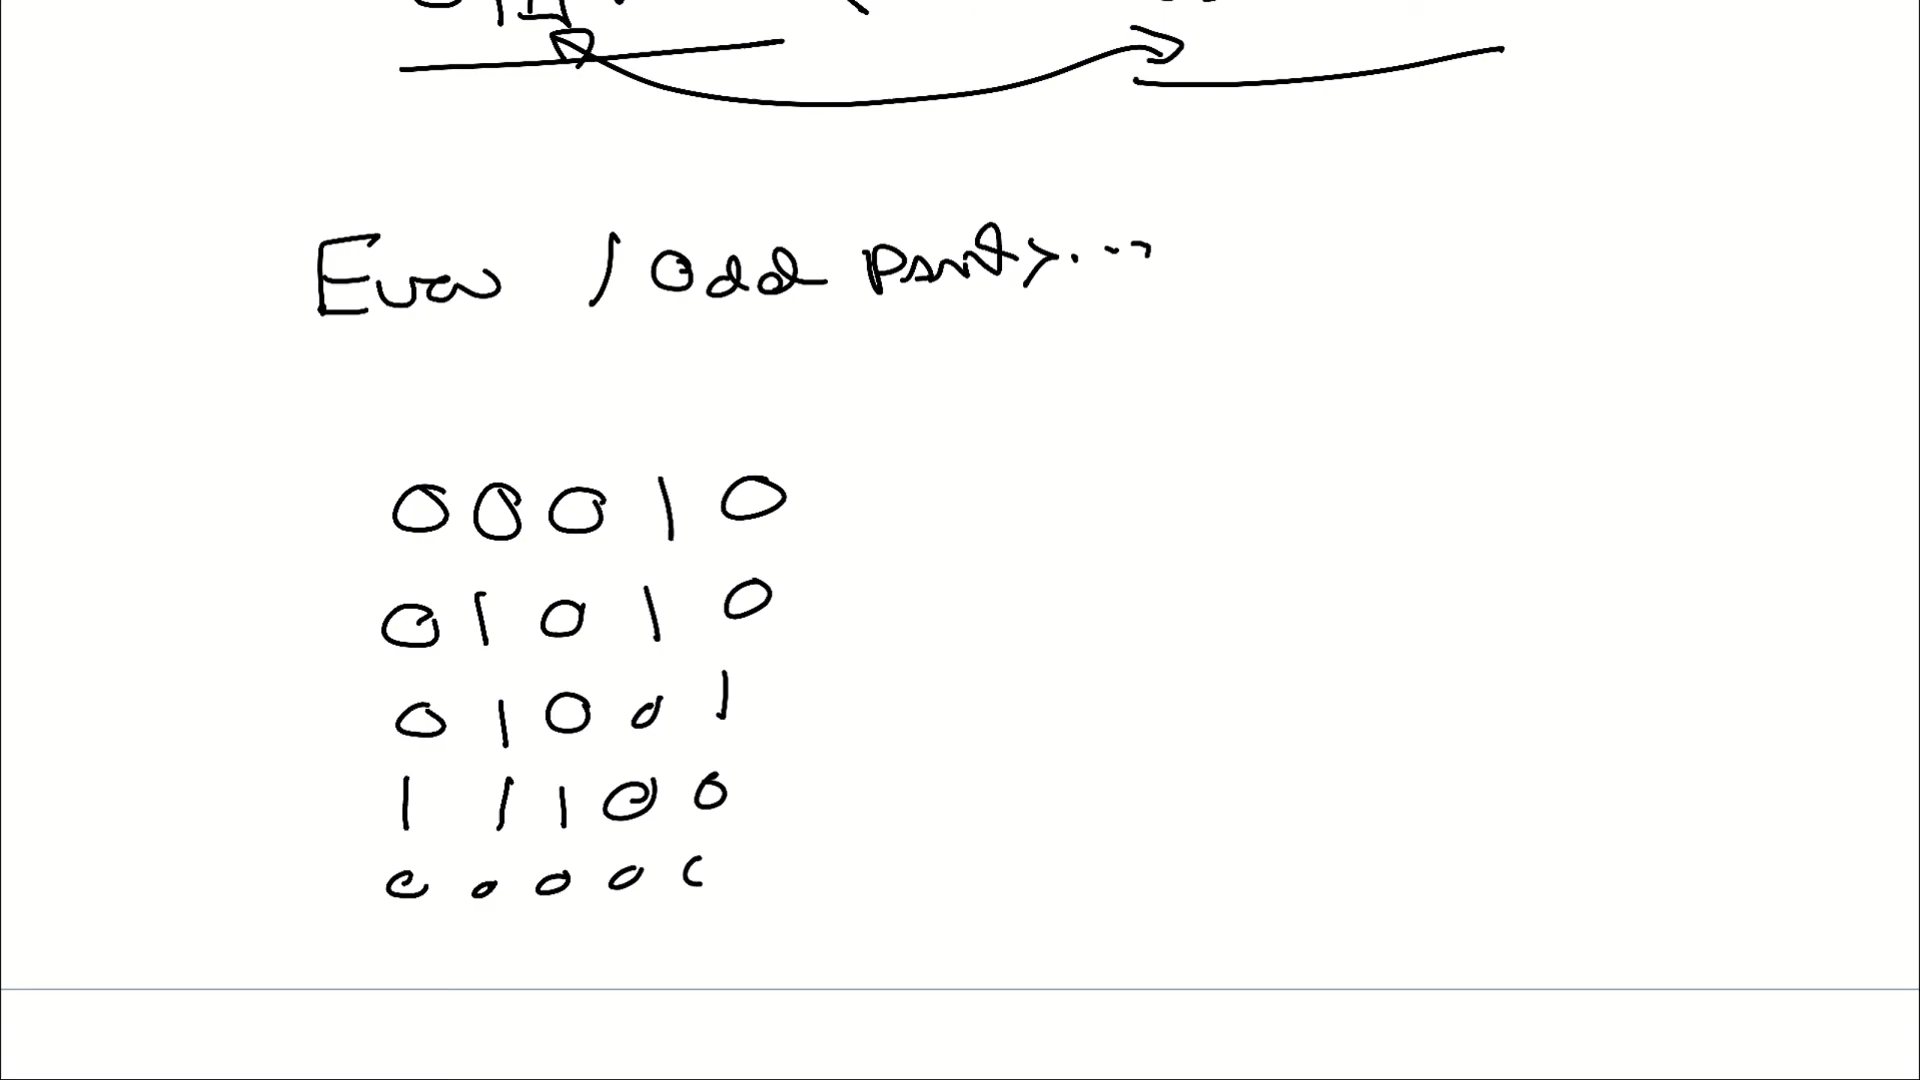 Even / Odd parity...
0 0 0 1 0
0 1 0 1 0
0 1 0 0 1
1 1 1 0 0
0 0 0 0 0